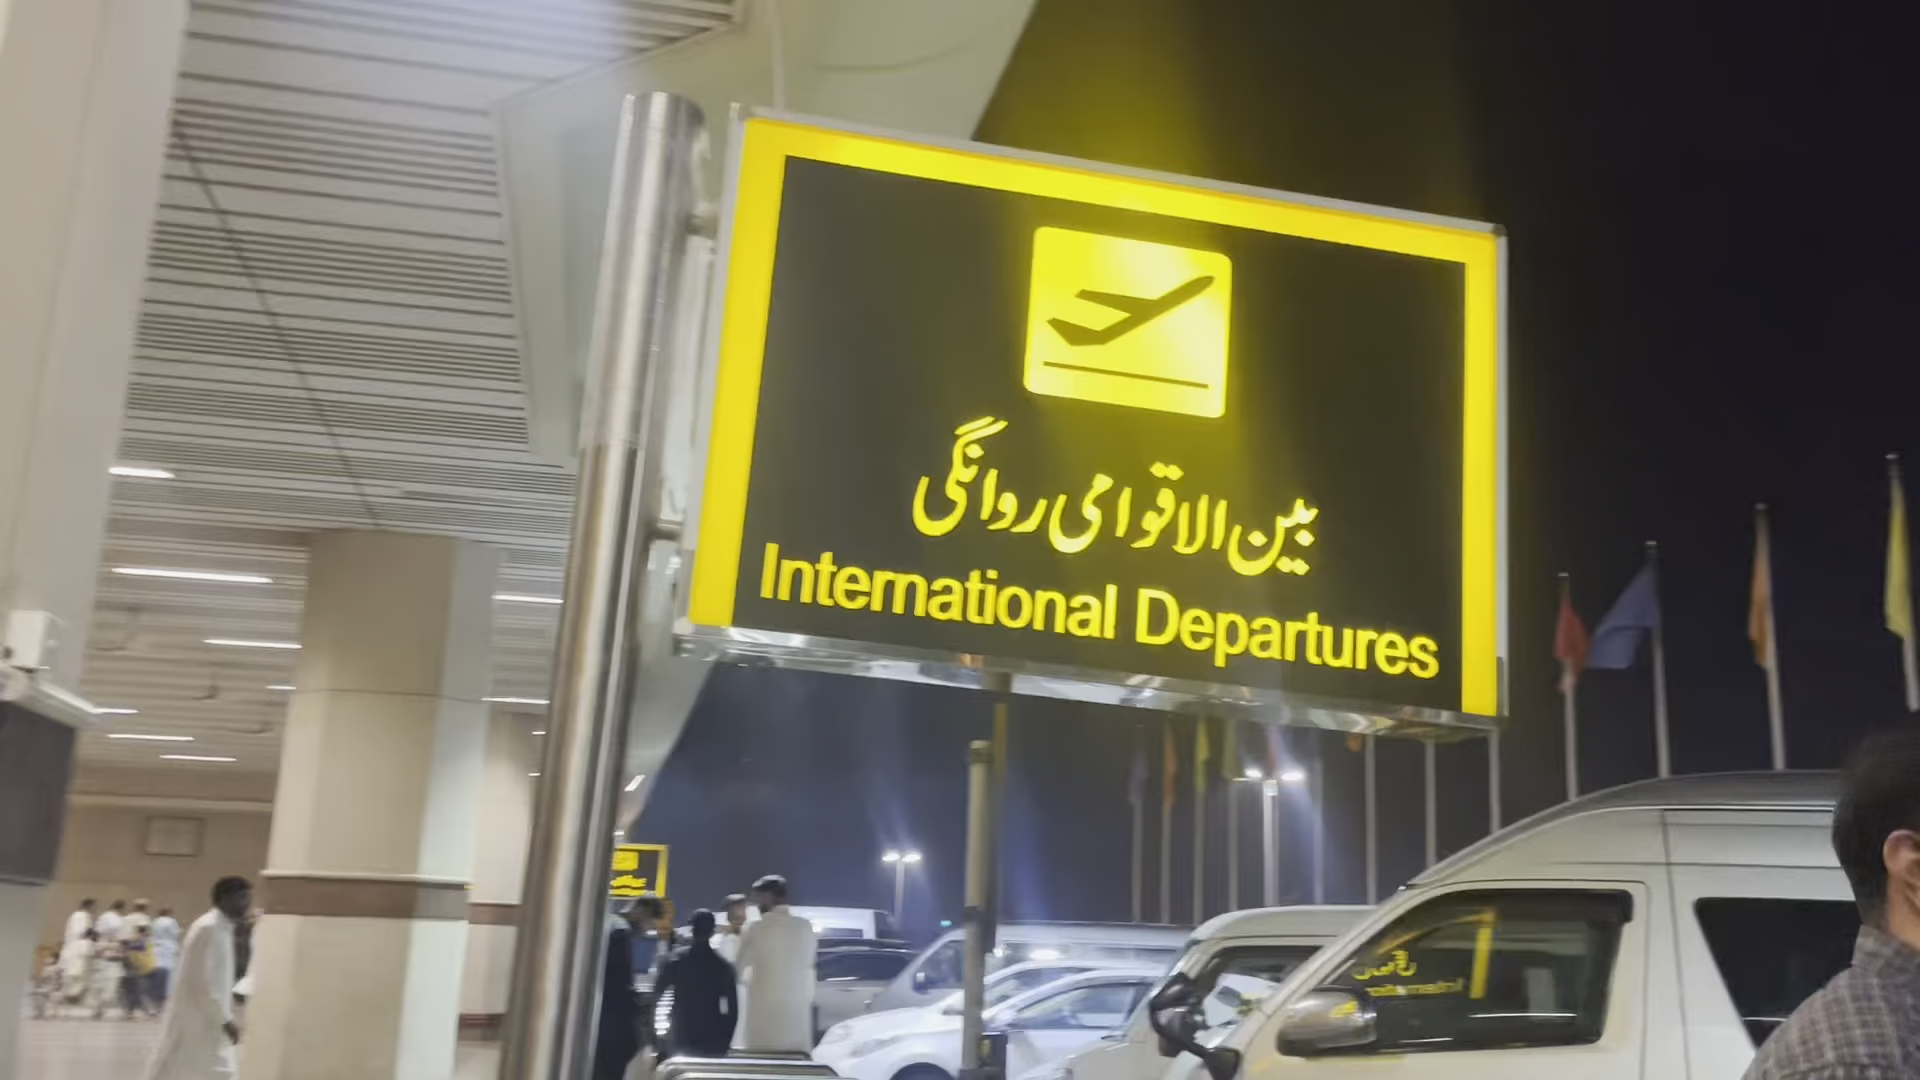 بین الاقوامی روانگی
International Departures